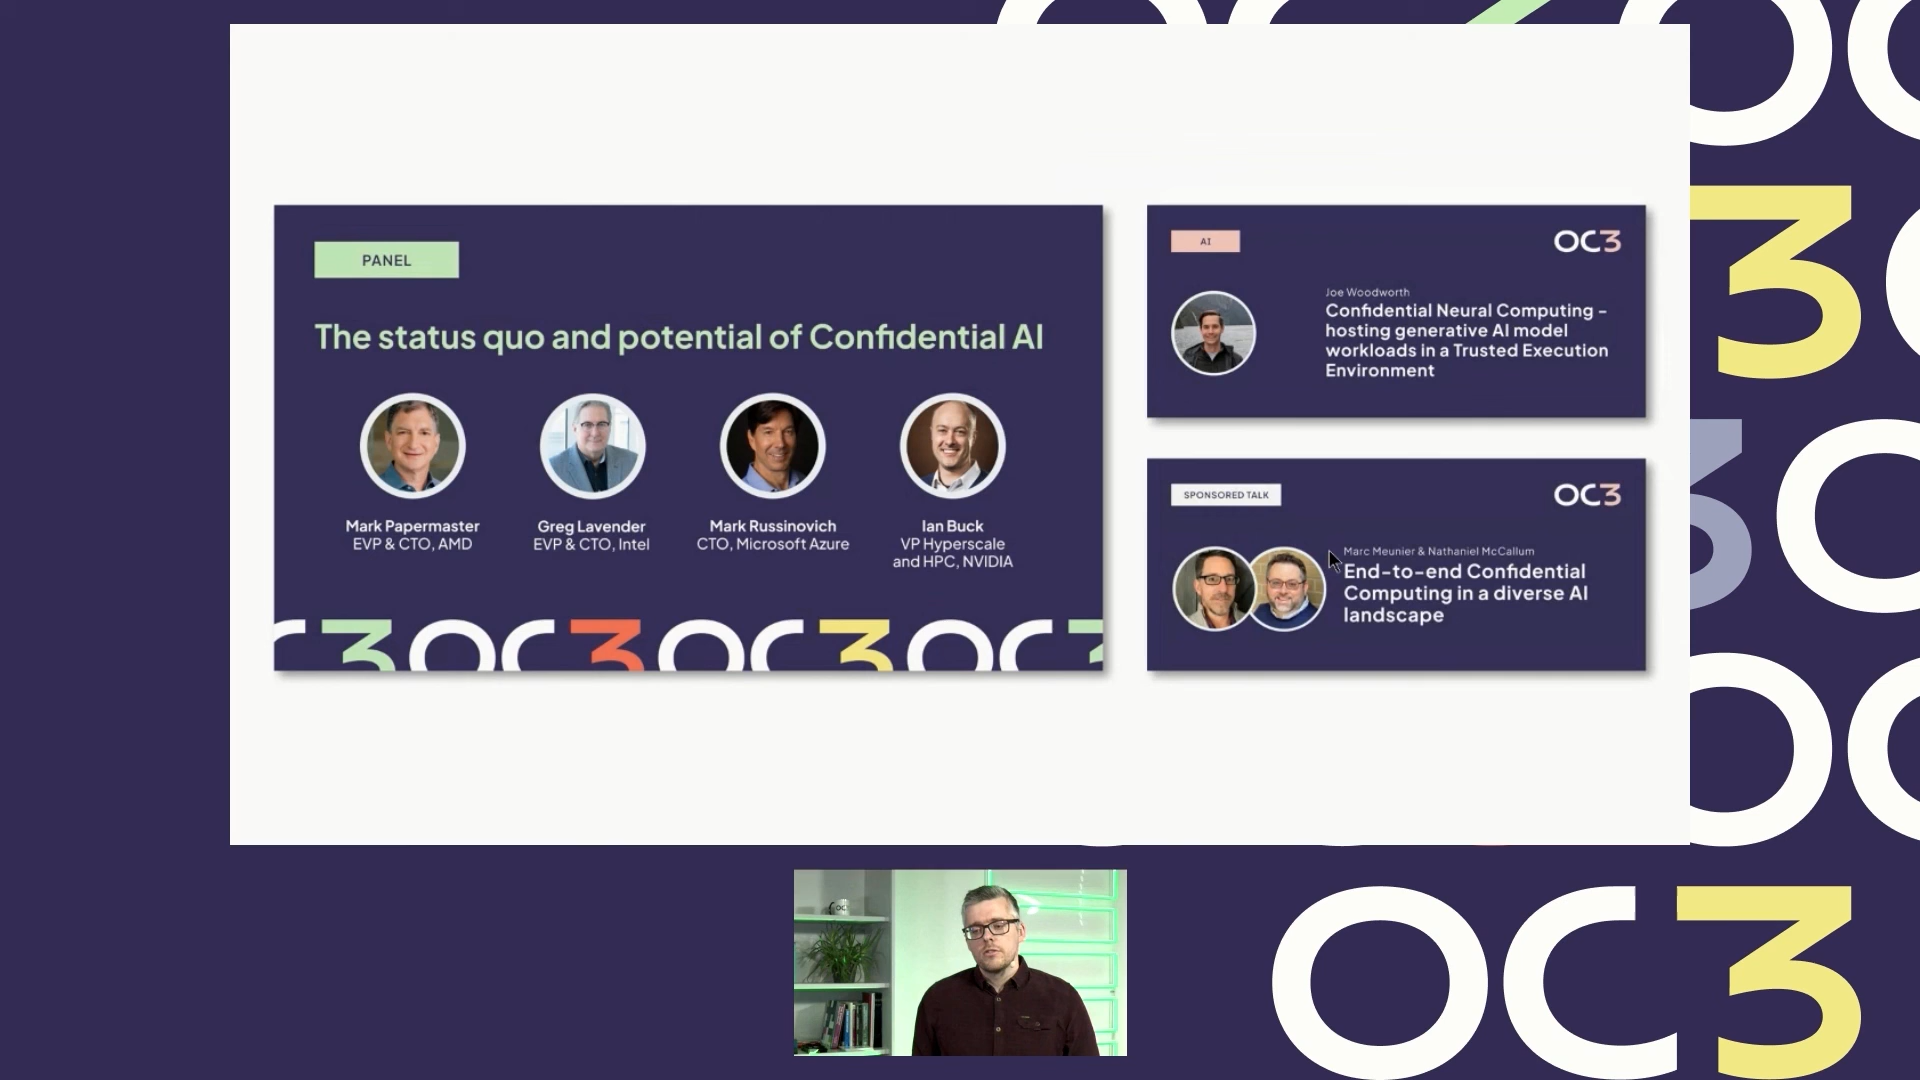 PANEL
The status quo and potential of Confidential AI
Mark Papermaster
EVP & CTO, AMD
Greg Lavender
EVP & CTO, Intel
Mark Russinovich
CTO, Microsoft Azure
Ian Buck
VP Hyperscale
and HPC, NVIDIA
C3OC3OC3OC3
AI
OC3
Joe Woodworth
Confidential Neural Computing –
hosting generative AI model
workloads in a Trusted Execution
Environment
SPONSORED TALK
OC3
Marc Meunier & Nathaniel McCallum
End-to-end Confidential
Computing in a diverse AI
landscape
OC3